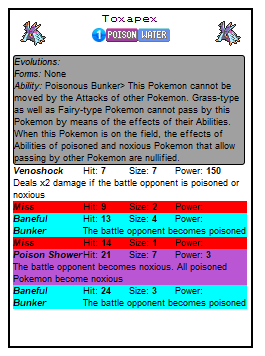 Toxapex
1 POISON WATER
Evolutions:
Forms: None
Ability: Poisonous Bunker> This Pokemon cannot be
moved by the Attacks of other Pokemon. Grass-type
as well as Fairy-type Pokemon cannot pass by this
Pokemon by means of the effects of their Abilities.
When this Pokemon is on the field, the effects of
Abilities of poisoned and noxious Pokemon that allow
passing by other Pokemon are nullified.
Venoshock Hit: 7 Size: 7 Power: 150
Deals x2 damage if the battle opponent is poisoned or
noxious
Miss Hit: 9 Size: 2 Power:
Baneful Hit: 13 Size: 4 Power:
Bunker The battle opponent becomes poisoned
Miss Hit: 14 Size: 1 Power:
Poison Shower Hit: 21 Size: 7 Power: 3
The battle opponent becomes noxious. All poisoned
Pokemon become noxious
Baneful Hit: 24 Size: 3 Power:
Bunker The battle opponent becomes poisoned